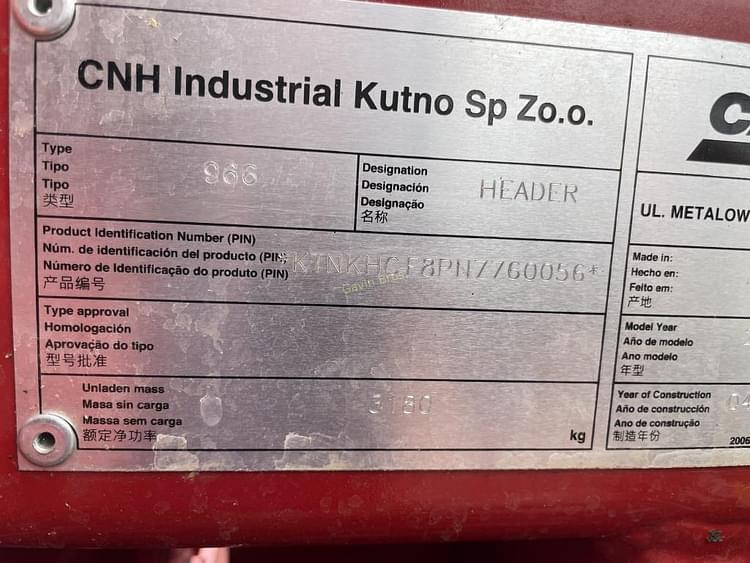 CNH Industrial Kutno Sp Zo.o.
Type
Tipo
Tipo
类型
966
Designation
Designación
Designação
名称
HEADER
Product Identification Number (PIN)
Núm. de identificación del producto (PIN)
Número de Identificação do produto (PIN)
产品编号
Gavin Bros
Type approval
Homologación
Aprovação do tipo
型号批准
Unladen mass
Masa sin carga
Massa sem carga
额定净功率
3180
kg
UL. METALOW
Made in:
Hecho en:
Feito em:
产地
Model Year
Año de modelo
Ano modelo
年型
Year of Construction
Año de construcción
Ano de construção
制造年份
04
2006